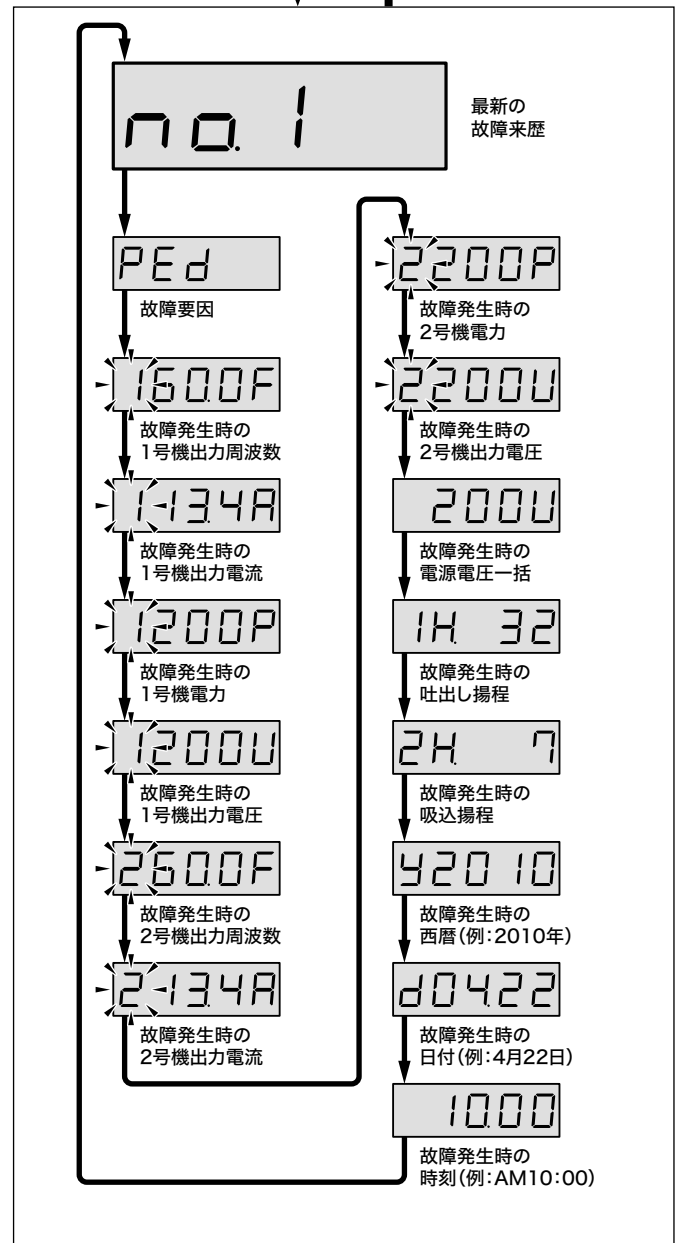 no. 1
最新の
故障来歴
PEd
故障要因
160.0F
故障発生時の
1号機出力周波数
113.4A
故障発生時の
1号機出力電流
1200P
故障発生時の
1号機電力
1200U
故障発生時の
1号機出力電圧
260.0F
故障発生時の
2号機出力周波数
213.4A
故障発生時の
2号機出力電流
2200P
故障発生時の
2号機電力
2200U
故障発生時の
2号機出力電圧
200U
故障発生時の
電源電圧一括
1H. 32
故障発生時の
吐出し揚程
2H. 7
故障発生時の
吸込揚程
y2010
故障発生時の
西暦(例:2010年)
d04.22
故障発生時の
日付(例:4月22日)
10.00
故障発生時の
時刻(例:AM10:00)